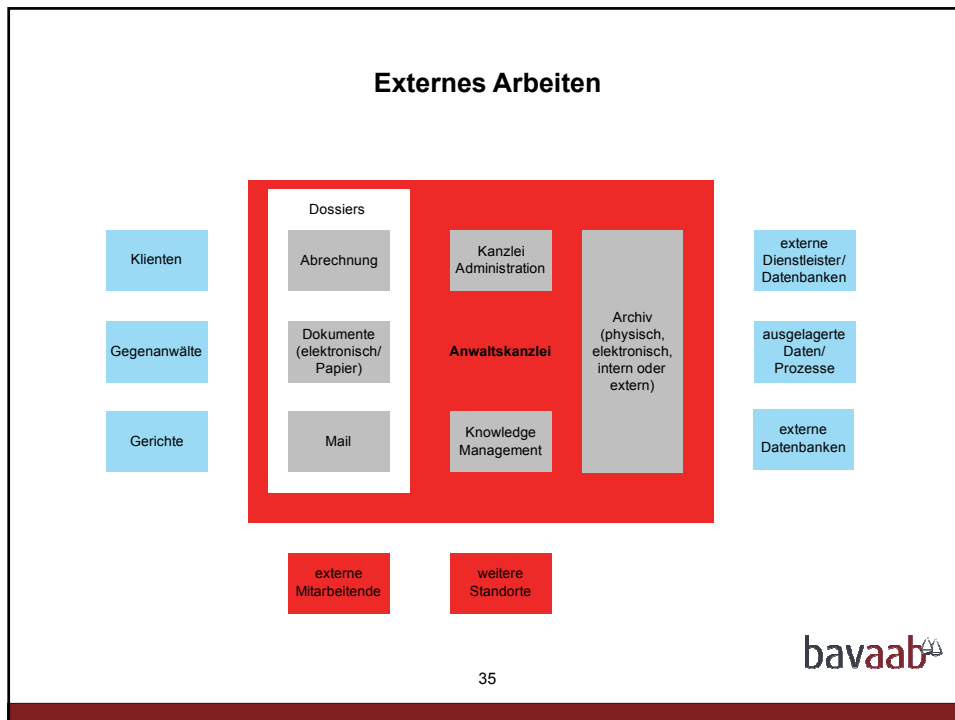 Externes Arbeiten
Klienten
Gegenanwälte
Gerichte
Dossiers
Abrechnung
Dokumente
(elektronisch/
Papier)
Mail
Kanzlei
Administration
Anwaltskanzlei
Knowledge
Management
Archiv
(physisch,
elektronisch,
intern oder
extern)
externe
Dienstleister/
Datenbanken
ausgelagerte
Daten/
Prozesse
externe
Datenbanken
externe
Mitarbeitende
weitere
Standorte
35
bavaab